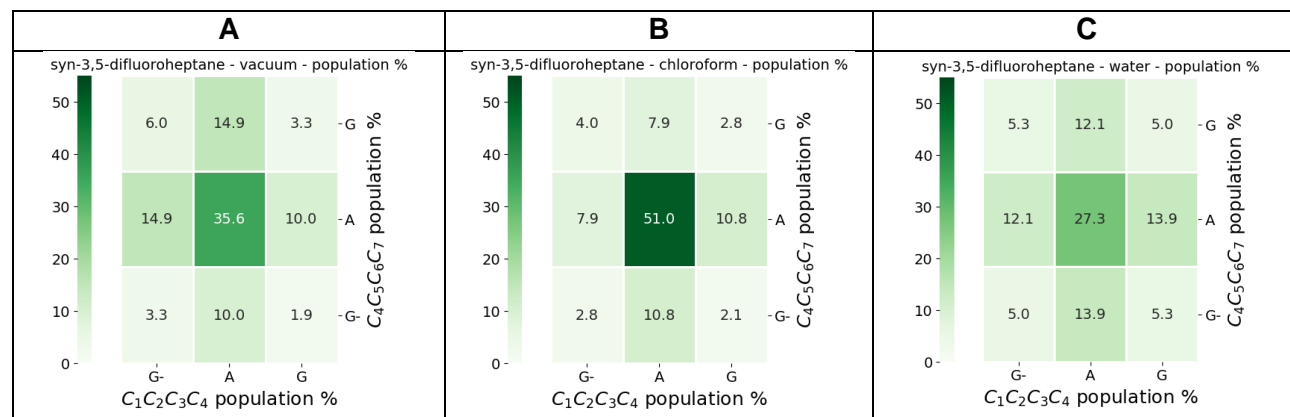 A
B
C
syn-3,5-difluoroheptane - vacuum - population %
50
40
30
20
10
0
6.0 14.9 3.3
14.9 35.6 10.0
3.3 10.0 1.9
G
A
G-
C4C5C6C7 population %
G- A G
C1C2C3C4 population %
syn-3,5-difluoroheptane - chloroform - population %
50
40
30
20
10
0
4.0 7.9 2.8
7.9 51.0 10.8
2.8 10.8 2.1
G
A
G-
C4C5C6C7 population %
G- A G
C1C2C3C4 population %
syn-3,5-difluoroheptane - water - population %
50
40
30
20
10
0
5.3 12.1 5.0
12.1 27.3 13.9
5.0 13.9 5.3
G
A
G-
C4C5C6C7 population %
G- A G
C1C2C3C4 population %